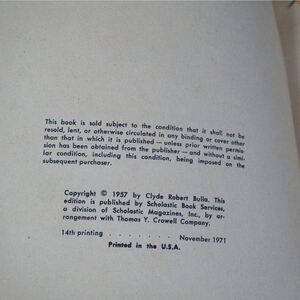 This book is sold subject to the condition that it shall not be
resold, lent, or otherwise circulated in any binding or cover other
than that in which it is published — unless prior written permis-
sion has been obtained from the publisher — and without a simi-
lar condition, including this condition, being imposed on the
subsequent purchaser.
Copyright © 1957 by Clyde Robert Bulla. This
edition is published by Scholastic Book Services,
a division of Scholastic Magazines, Inc., by ar-
rangement with Thomas Y. Crowell Company.
14th printing . . . . . . . November 1971
Printed in the U.S.A.